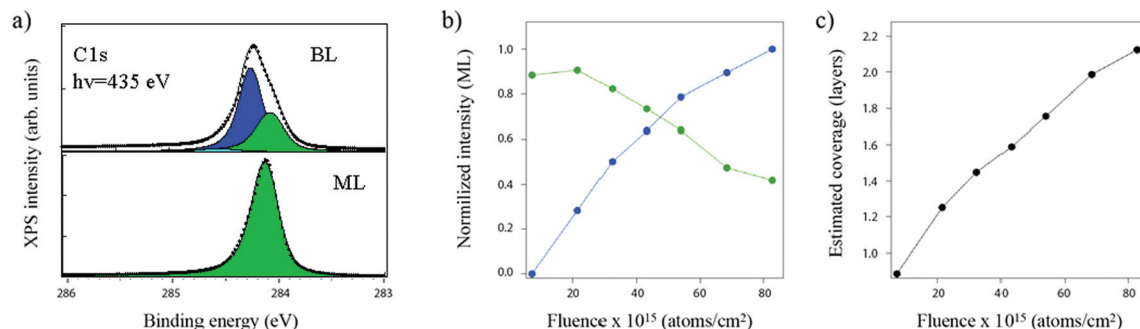 a)
C1s
hν=435 eV
BL
ML
XPS intensity (arb. units)
286
285
284
283
Binding energy (eV)
b)
Normilized intensity (ML)
1.0
0.8
0.6
0.4
0.2
0.0
20
40
60
80
Fluence x 10¹⁵ (atoms/cm²)
c)
Estimated coverage (layers)
2.2
2.0
1.8
1.6
1.4
1.2
1.0
20
40
60
80
Fluence x 10¹⁵ (atoms/cm²)